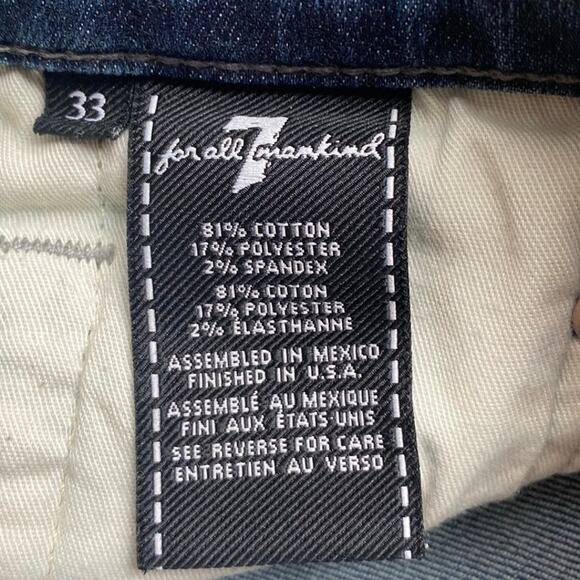 33
for all 7 mankind
81% COTTON
17% POLYESTER
2% SPANDEX
81% COTON
17% POLYESTER
2% ÉLASTHANNE
ASSEMBLED IN MEXICO
FINISHED IN U.S.A.
ASSEMBLÉ AU MEXIQUE
FINI AUX ÉTATS-UNIS
SEE REVERSE FOR CARE
ENTRETIEN AU VERSO